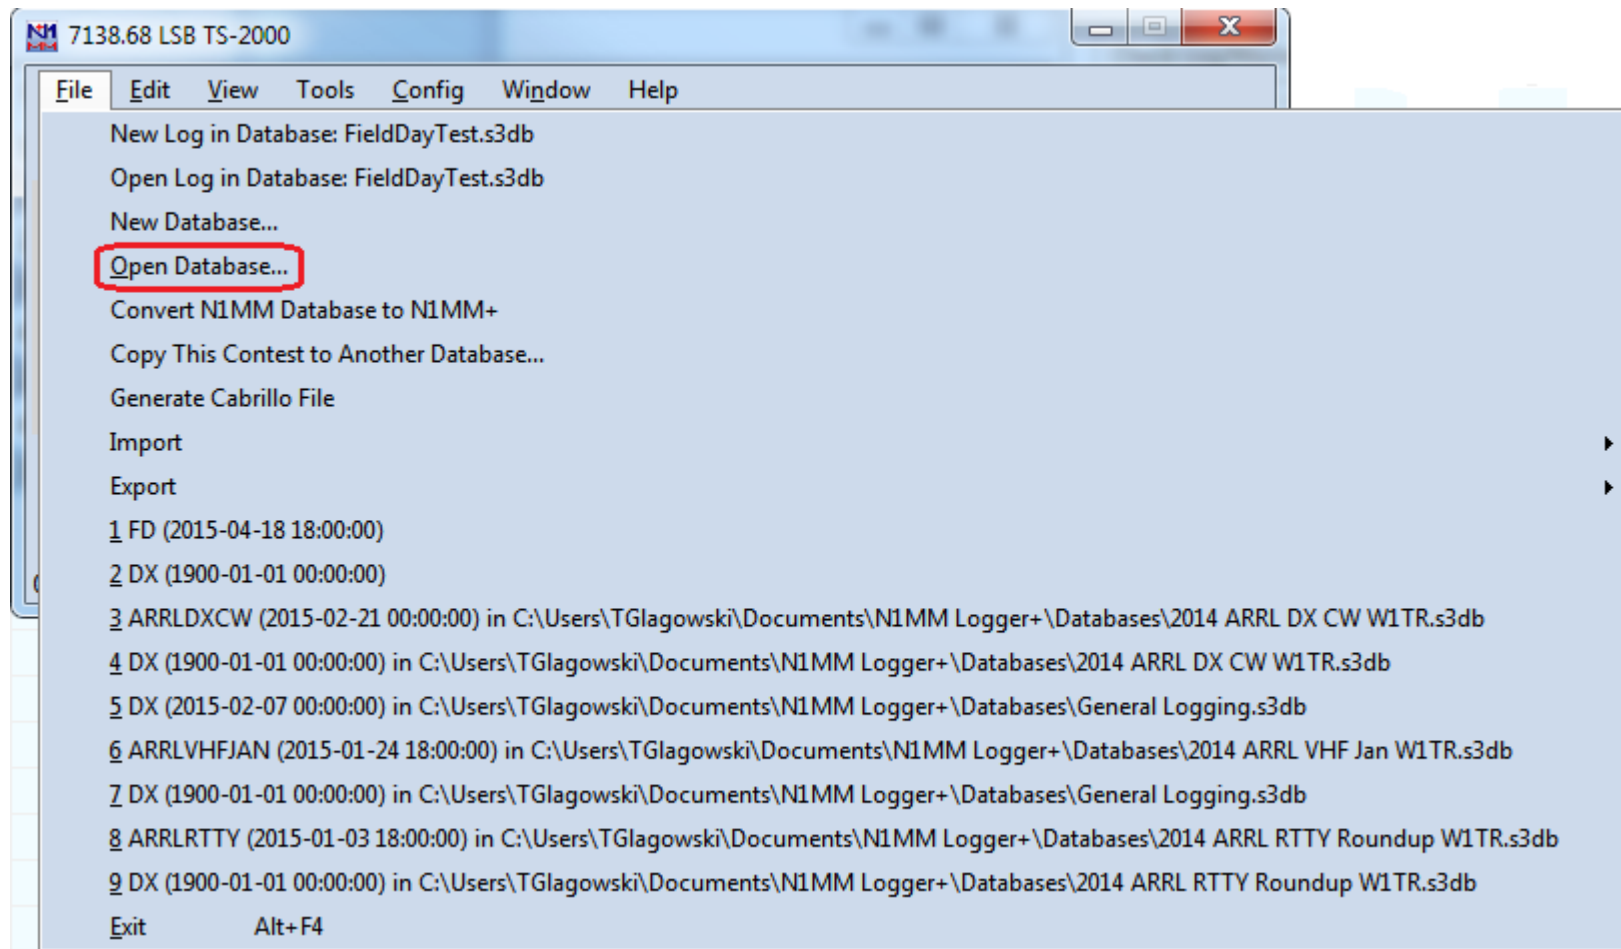 N1
MM
7138.68 LSB TS-2000
File Edit View Tools Config Window Help
New Log in Database: FieldDayTest.s3db
Open Log in Database: FieldDayTest.s3db
New Database...
Open Database...
Convert N1MM Database to N1MM+
Copy This Contest to Another Database...
Generate Cabrillo File
Import
Export
1 FD (2015-04-18 18:00:00)
2 DX (1900-01-01 00:00:00)
3 ARRLDXCW (2015-02-21 00:00:00) in C:\Users\TGlagowski\Documents\N1MM Logger+\Databases\2014 ARRL DX CW W1TR.s3db
4 DX (1900-01-01 00:00:00) in C:\Users\TGlagowski\Documents\N1MM Logger+\Databases\2014 ARRL DX CW W1TR.s3db
5 DX (2015-02-07 00:00:00) in C:\Users\TGlagowski\Documents\N1MM Logger+\Databases\General Logging.s3db
6 ARRLVHFJAN (2015-01-24 18:00:00) in C:\Users\TGlagowski\Documents\N1MM Logger+\Databases\2014 ARRL VHF Jan W1TR.s3db
7 DX (1900-01-01 00:00:00) in C:\Users\TGlagowski\Documents\N1MM Logger+\Databases\General Logging.s3db
8 ARRLRTTY (2015-01-03 18:00:00) in C:\Users\TGlagowski\Documents\N1MM Logger+\Databases\2014 ARRL RTTY Roundup W1TR.s3db
9 DX (1900-01-01 00:00:00) in C:\Users\TGlagowski\Documents\N1MM Logger+\Databases\2014 ARRL RTTY Roundup W1TR.s3db
Exit Alt+F4